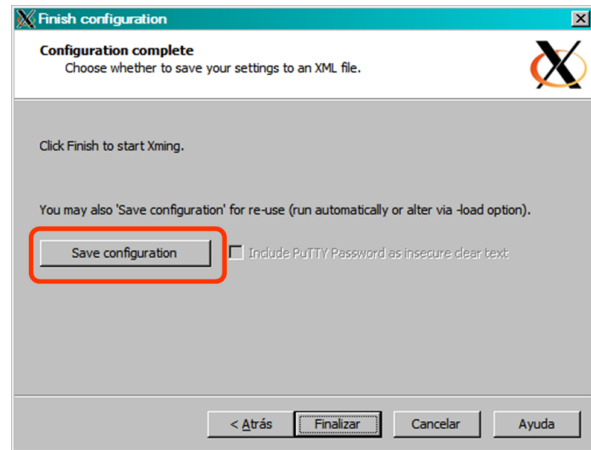 Finish configuration
Configuration complete
Choose whether to save your settings to an XML file.
Click Finish to start Xming.
You may also 'Save configuration' for re-use (run automatically or alter via -load option).
Save configuration
Include PuTTY Password as insecure clear text
< Atrás
Finalizar
Cancelar
Ayuda